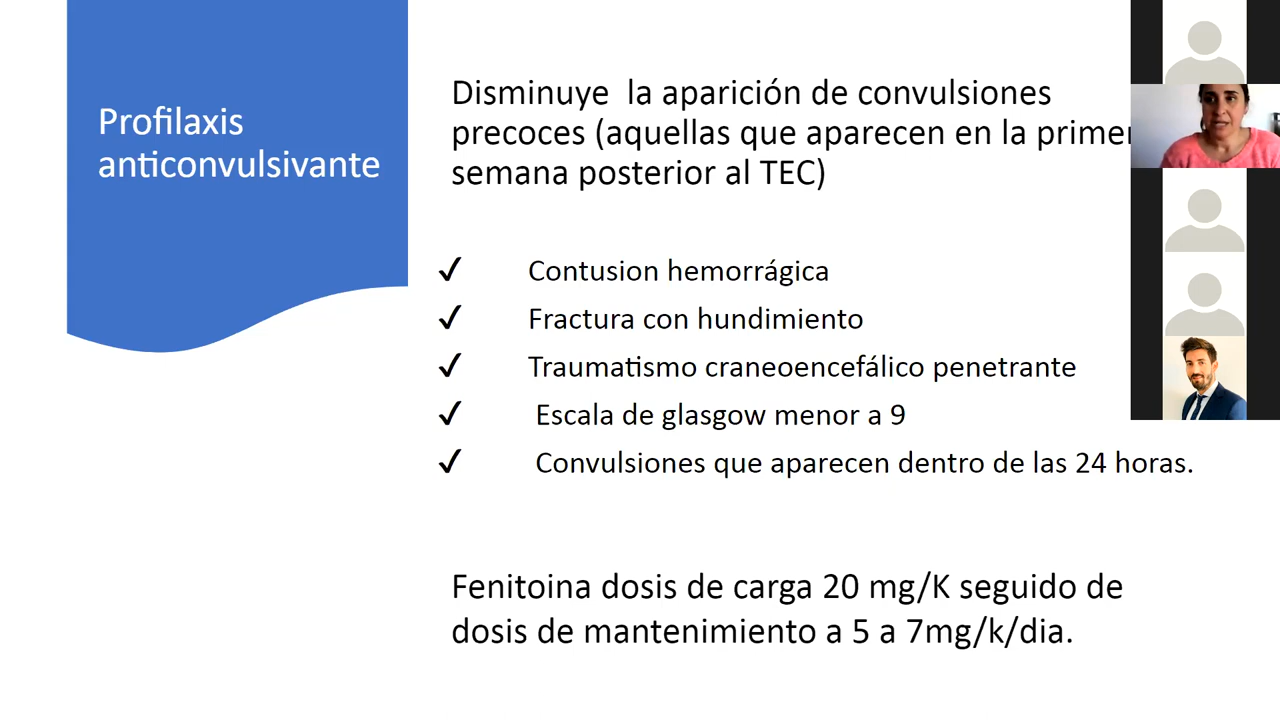 Profilaxis
anticonvulsivante
Disminuye la aparición de convulsiones
precoces (aquellas que aparecen en la
semana posterior al TEC)
✓ Contusion hemorrágica
✓ Fractura con hundimiento
✓ Traumatismo craneoencefálico penetrante
✓ Escala de glasgow menor a 9
✓ Convulsiones que aparecen dentro de las 24 horas.
Fenitoina dosis de carga 20 mg/K seguido de
dosis de mantenimiento a 5 a 7mg/k/dia.